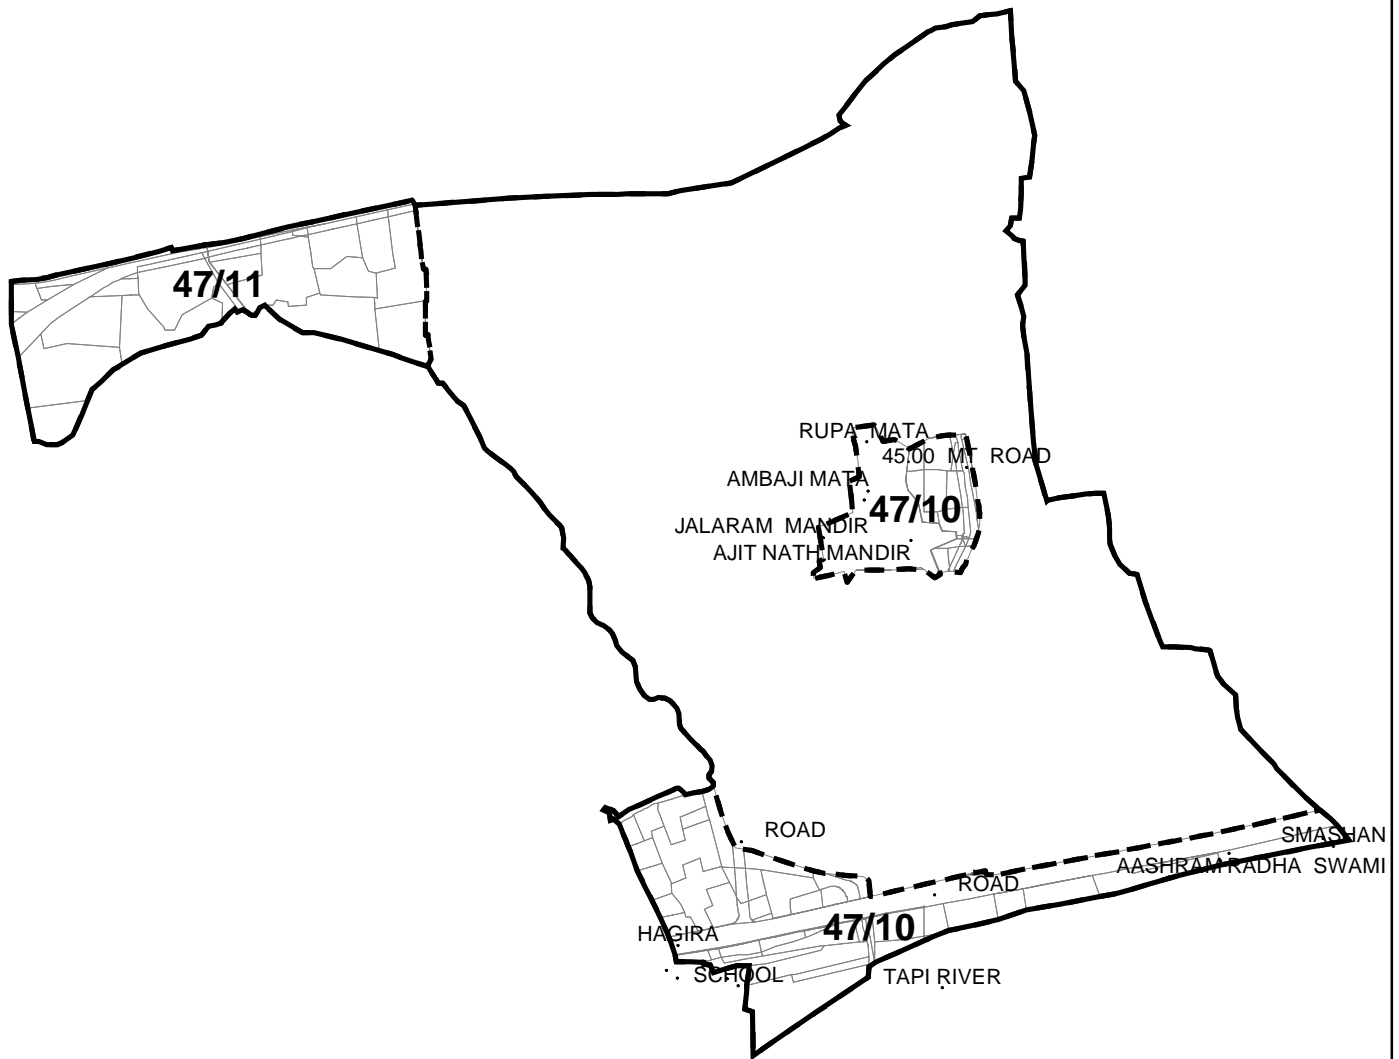 47/11
RUPA MATA
45.00 MT ROAD
AMBAJI MATA
47/10
JALARAM MANDIR
AJIT NATH MANDIR
ROAD
SMASHAN
AASHRAM RADHA SWAMI
ROAD
47/10
HAGIRA
SCHOOL
TAPI RIVER